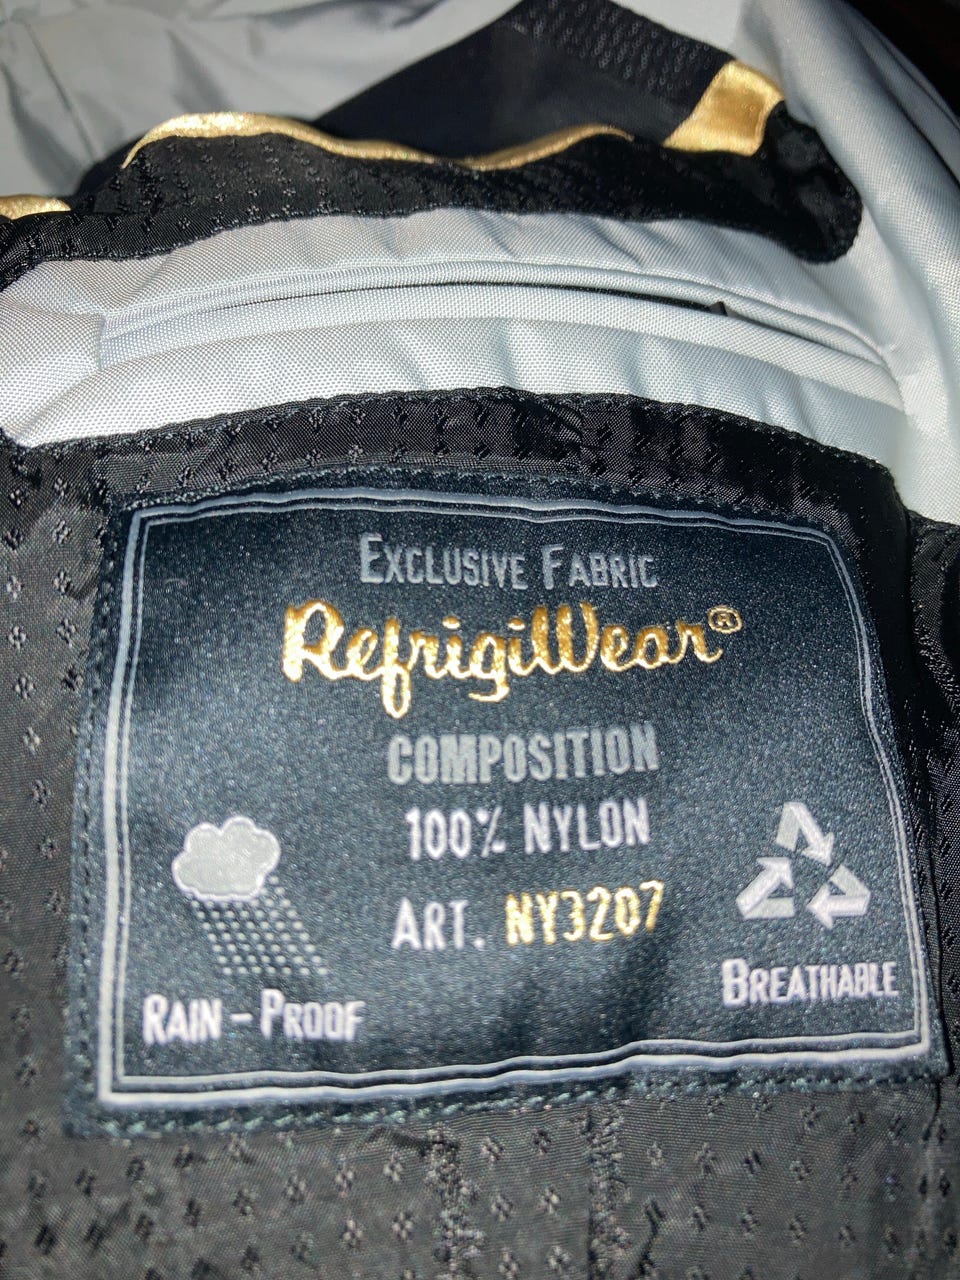 EXCLUSIVE FABRIC
RefrigiWear®
COMPOSITION
100% NYLON
ART. NY3207
RAIN - PROOF
BREATHABLE